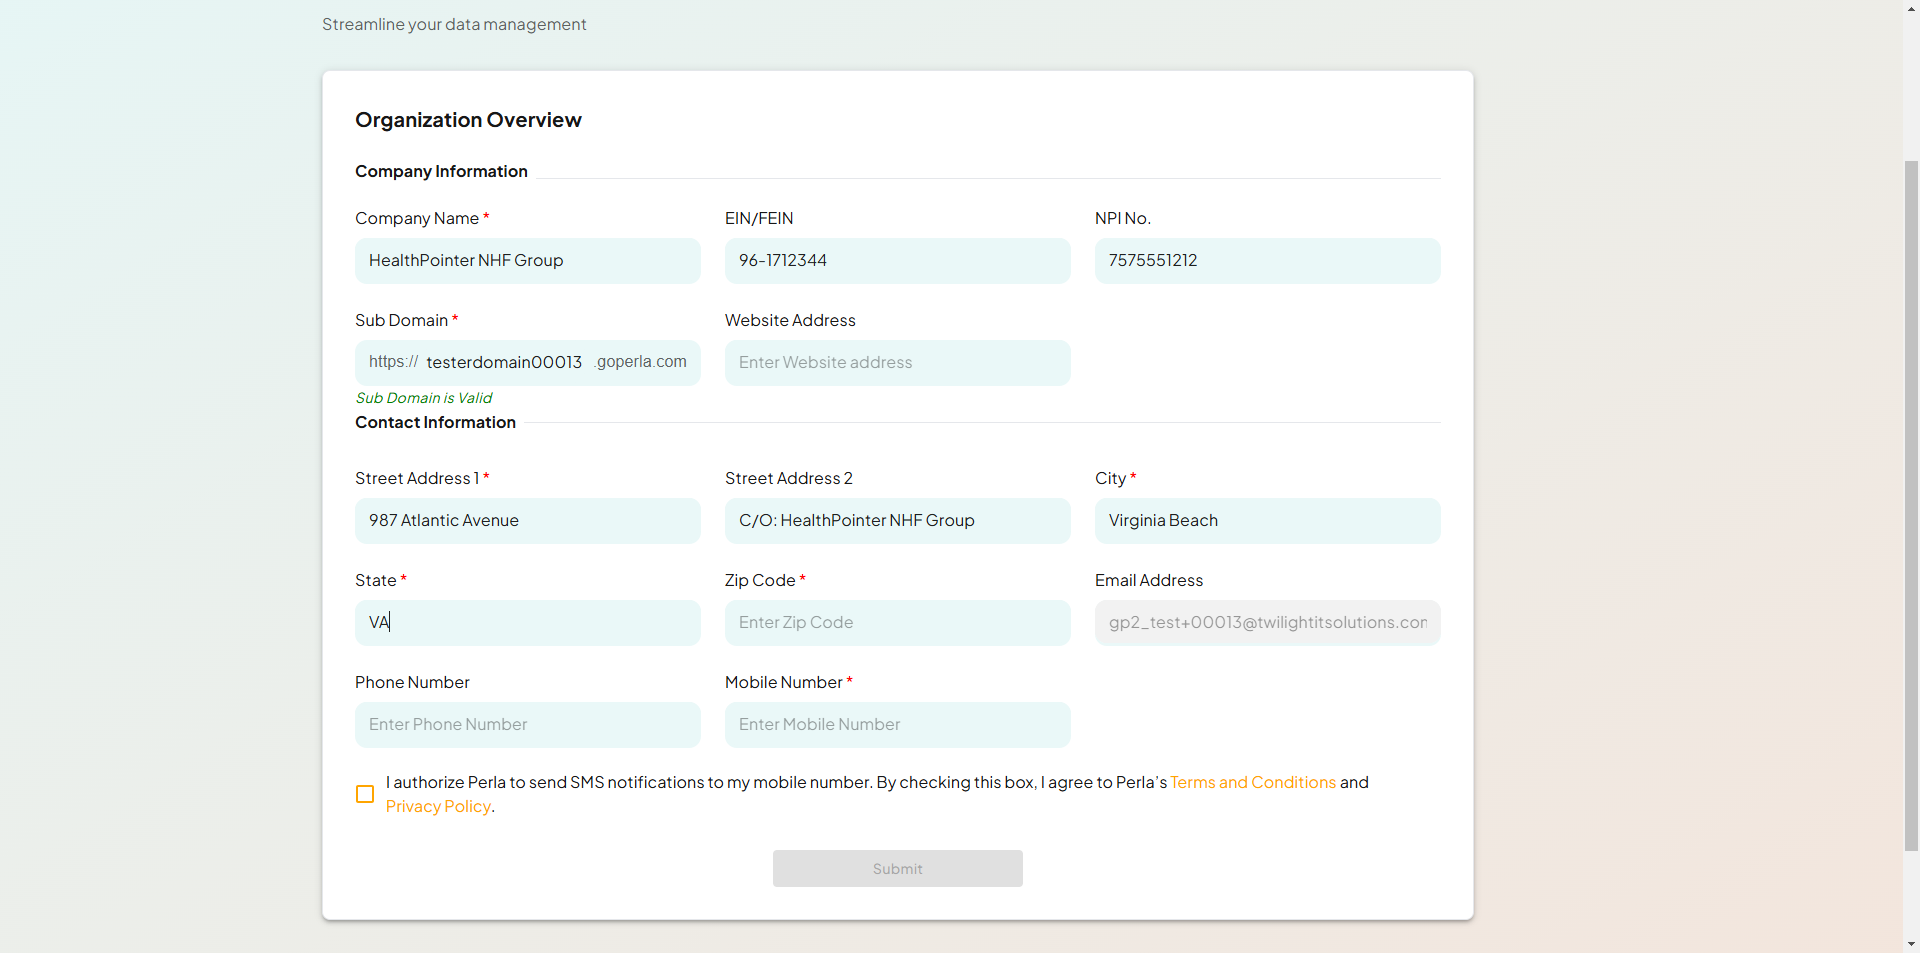 Streamline your data management
Organization Overview
Company Information
Company Name *
EIN/FEIN
NPI No.
HealthPointer NHF Group
96-1712344
7575551212
Sub Domain *
Website Address
https:// testerdomain00013 .goperla.com
Enter Website address
Sub Domain is Valid
Contact Information
Street Address 1 *
Street Address 2
City *
987 Atlantic Avenue
C/O: HealthPointer NHF Group
Virginia Beach
State *
Zip Code *
Email Address
VA
Enter Zip Code
gp2_test+00013@twilightitsolutions.com
Phone Number
Mobile Number *
Enter Phone Number
Enter Mobile Number
I authorize Perla to send SMS notifications to my mobile number. By checking this box, I agree to Perla's Terms and Conditions and
Privacy Policy.
Submit